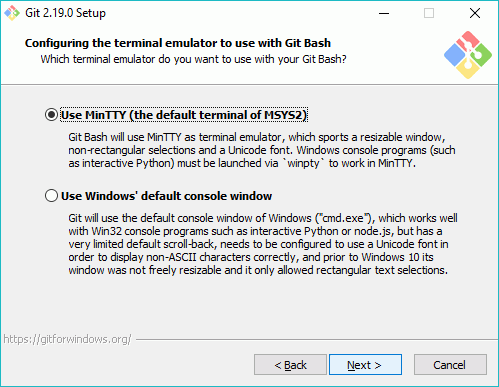 Git 2.19.0 Setup
Configuring the terminal emulator to use with Git Bash
Which terminal emulator do you want to use with your Git Bash?
Use MinTTY (the default terminal of MSYS2)
Git Bash will use MinTTY as terminal emulator, which sports a resizable window,
non-rectangular selections and a Unicode font. Windows console programs (such
as interactive Python) must be launched via `winpty` to work in MinTTY.
Use Windows' default console window
Git will use the default console window of Windows ("cmd.exe"), which works well
with Win32 console programs such as interactive Python or node.js, but has a
very limited default scroll-back, needs to be configured to use a Unicode font in
order to display non-ASCII characters correctly, and prior to Windows 10 its
window was not freely resizable and it only allowed rectangular text selections.
https://gitforwindows.org/
< Back
Next >
Cancel